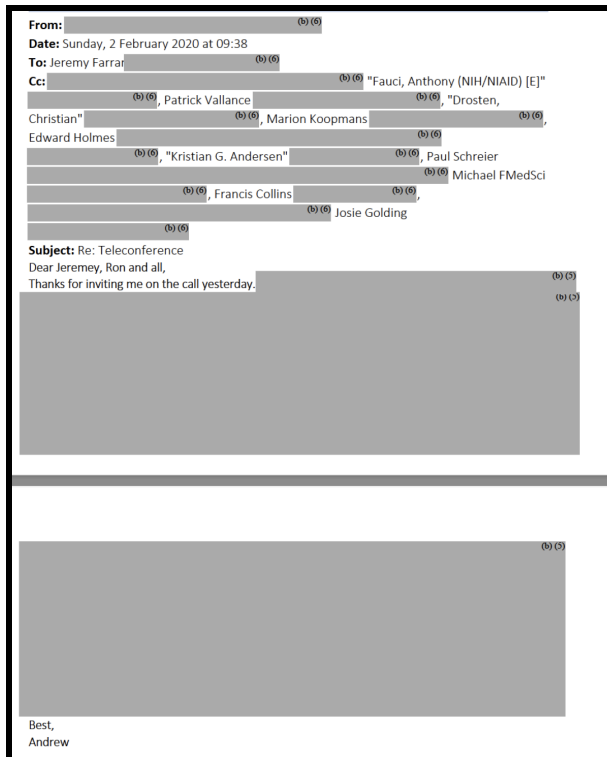 From: (b) (6)
Date: Sunday, 2 February 2020 at 09:38
To: Jeremy Farrar (b) (6)
Cc: (b) (6) "Fauci, Anthony (NIH/NIAID) [E]"
(b) (6), Patrick Vallance (b) (6), "Drosten,
Christian" (b) (6), Marion Koopmans (b) (6),
Edward Holmes (b) (6)
(b) (6), "Kristian G. Andersen" (b) (6), Paul Schreier
(b) (6) Michael FMedSci
(b) (6), Francis Collins (b) (6),
(b) (6) Josie Golding
(b) (6)
Subject: Re: Teleconference
Dear Jeremey, Ron and all,
Thanks for inviting me on the call yesterday. (b) (5)
(b) (5)
(b) (5)
Best,
Andrew